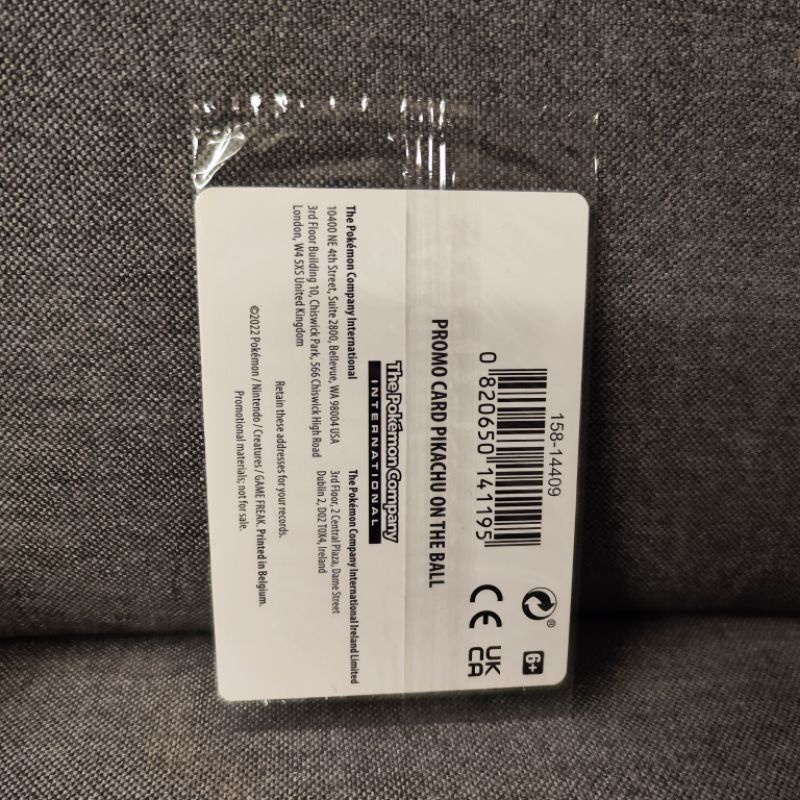 158-14409
0 820650 141195
CE
UK
CA
6+
PROMO CARD PIKACHU ON THE BALL
The Pokémon Company
INTERNATIONAL
The Pokémon Company International
10400 NE 4th Street, Suite 2800, Bellevue, WA 98004 USA
3rd Floor Building 10, Chiswick Park, 566 Chiswick High Road
London, W4 5XS United Kingdom
The Pokémon Company International Ireland Limited
3rd Floor, 2 Central Plaza, Dame Street
Dublin 2, D02 T0X4, Ireland
Retain these addresses for your records.
©2022 Pokémon / Nintendo / Creatures / GAME FREAK. Printed in Belgium.
Promotional materials; not for sale.